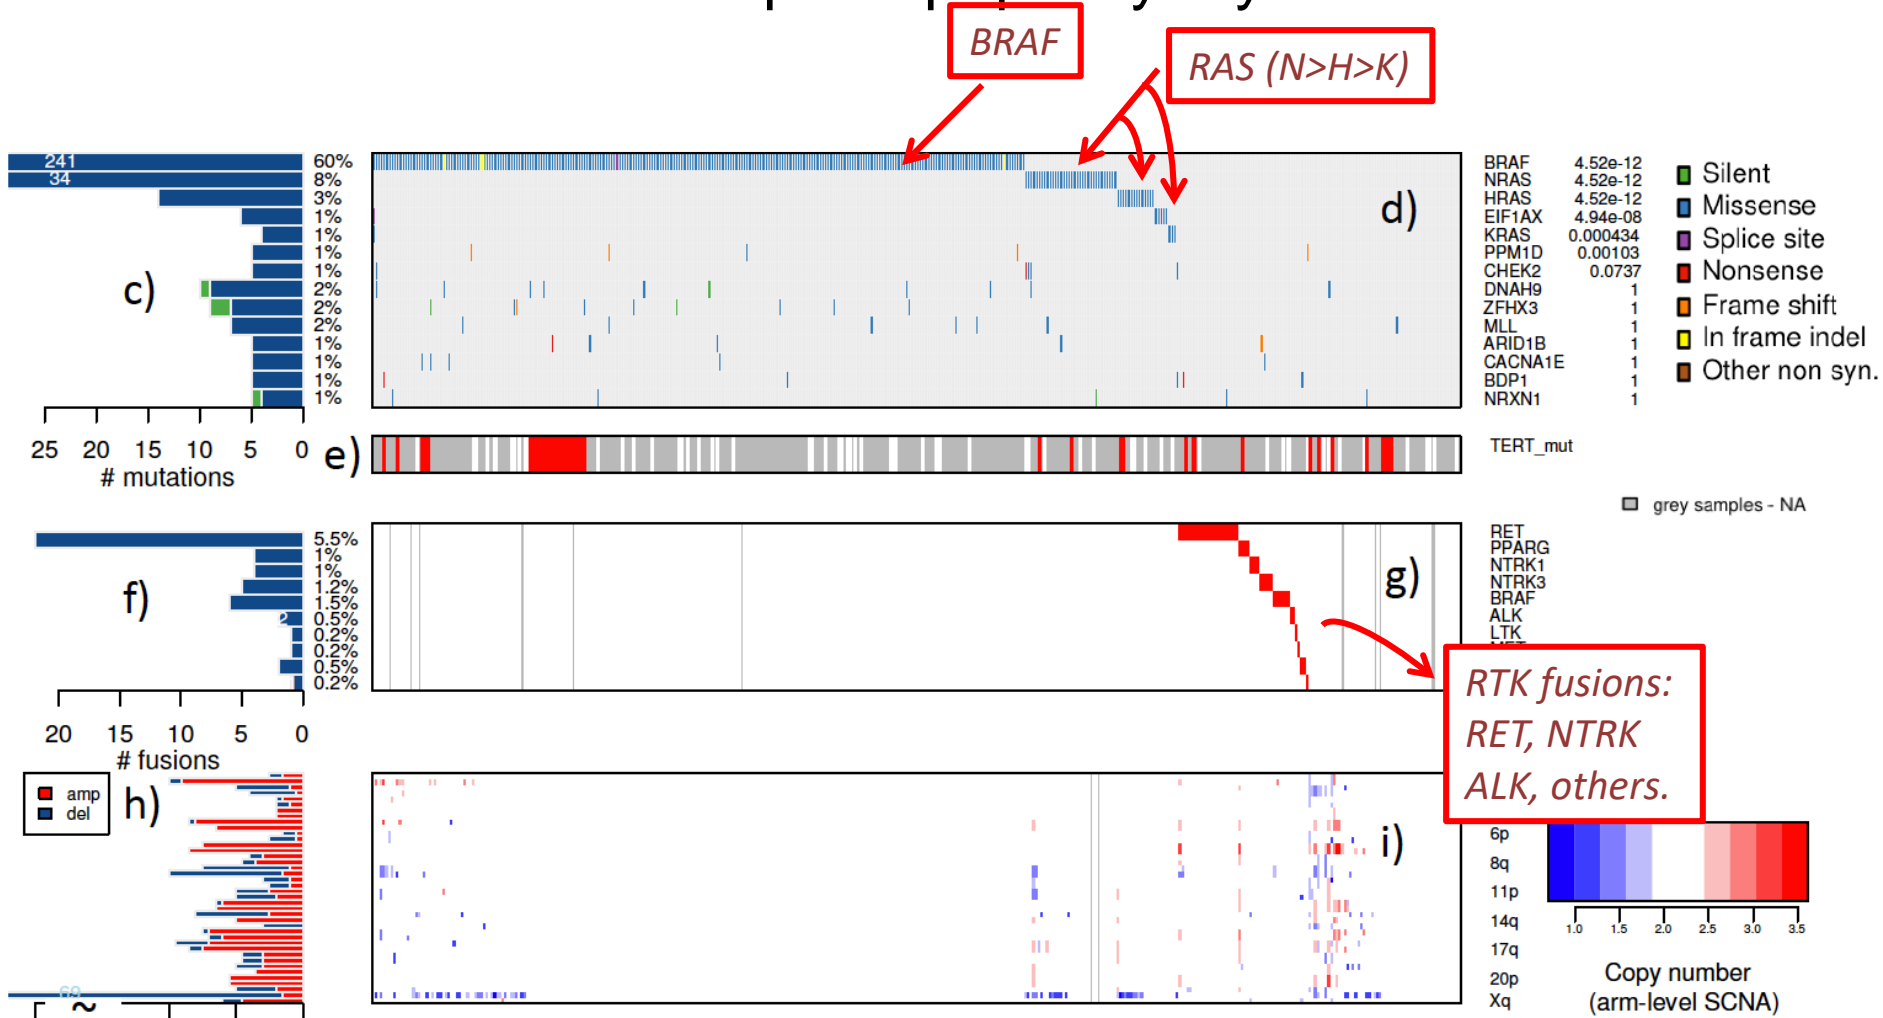 BRAF
RAS (N>H>K)
241
34
60%
8%
3%
1%
1%
1%
1%
2%
2%
2%
1%
1%
1%
1%
c)
d)
BRAF 4.52e-12
NRAS 4.52e-12
HRAS 4.52e-12
EIF1AX 4.94e-08
KRAS 0.000434
PPM1D 0.00103
CHEK2 0.0737
DNAH9 1
ZFHX3 1
MLL 1
ARID1B 1
CACNA1E 1
BDP1 1
NRXN1 1
Silent
Missense
Splice site
Nonsense
Frame shift
In frame indel
Other non syn.
25 20 15 10 5 0
# mutations
e)
TERT_mut
grey samples - NA
5.5%
1%
1%
1.2%
1.5%
2 0.5%
0.2%
0.2%
0.5%
0.2%
f)
g)
RET
PPARG
NTRK1
NTRK3
BRAF
ALK
LTK
20 15 10 5 0
# fusions
RTK fusions:
RET, NTRK
ALK, others.
amp
del
h)
i)
69
~
6p
8q
11p
14q
17q
20p
Xq
1.0 1.5 2.0 2.5 3.0 3.5
Copy number
(arm-level SCNA)